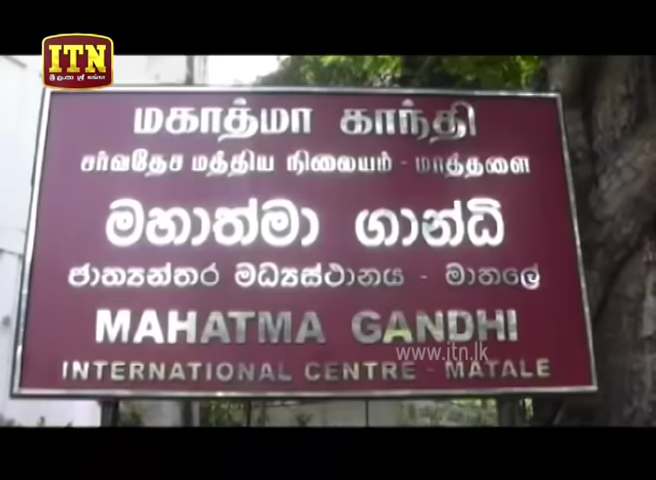 ITN
மகாத்மா காந்தி
சர்வதேச மத்திய நிலையம் - மாத்தளை
මහාත්මා ගාන්ධි
ජාත්‍යන්තර මධ්‍යස්ථානය - මාතලේ
MAHATMA GANDHI
www.itn.lk
INTERNATIONAL CENTRE - MATALE